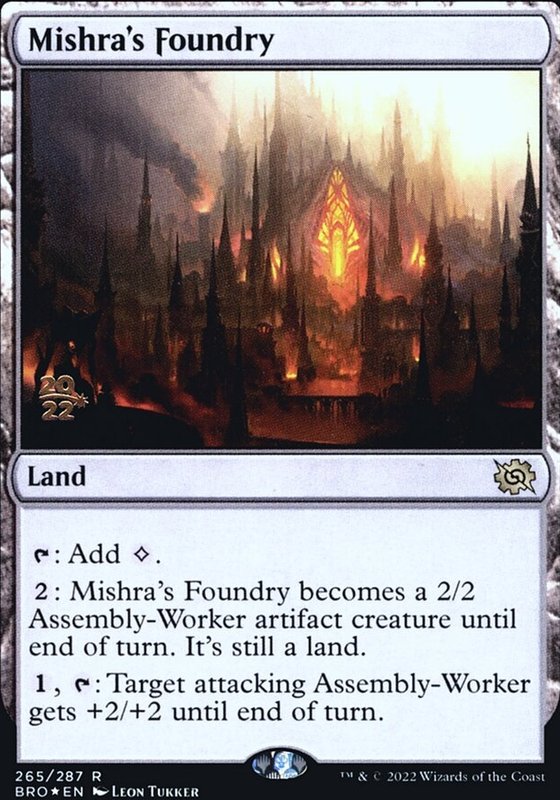 Mishra's Foundry
20
22
Land
: Add .
2: Mishra's Foundry becomes a 2/2
Assembly-Worker artifact creature until
end of turn. It's still a land.
1, : Target attacking Assembly-Worker
gets +2/+2 until end of turn.
265/287 R
BRO★EN Leon Tukker
™ & © 2022 Wizards of the Coast